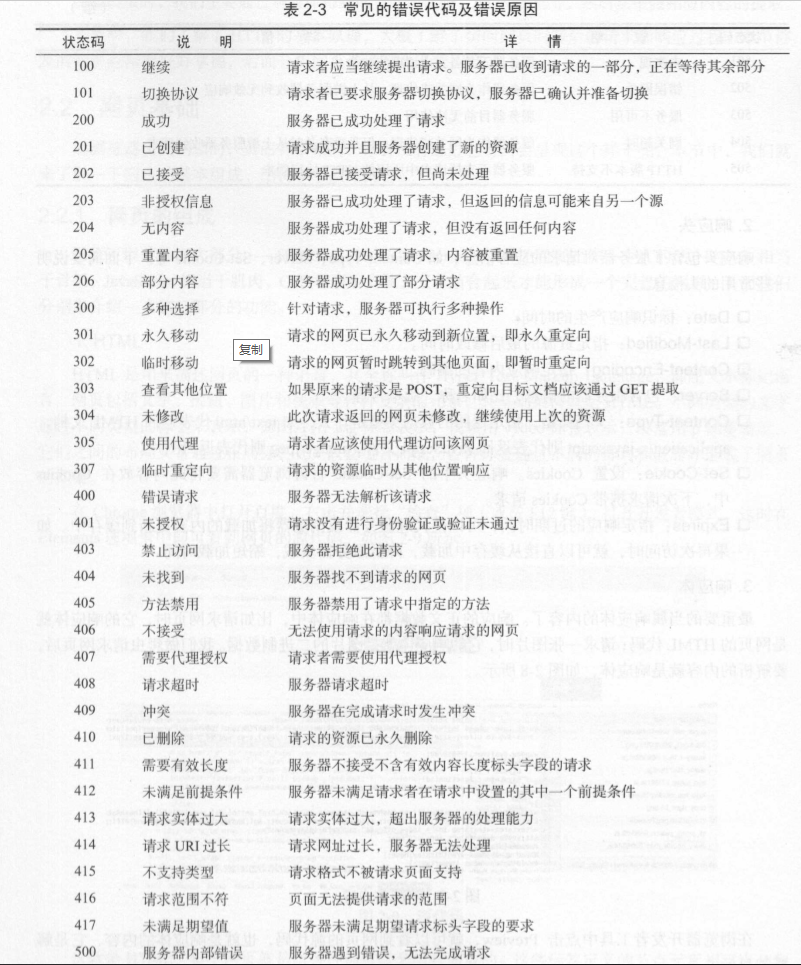 表 2-3 常见的错误代码及错误原因
状态码 说 明 详 情
100 继续 请求者应当继续提出请求。服务器已收到请求的一部分，正在等待其余部分
101 切换协议 请求者已要求服务器切换协议，服务器已确认并准备切换
200 成功 服务器已成功处理了请求
201 已创建 请求成功并且服务器创建了新的资源
202 已接受 服务器已接受请求，但尚未处理
203 非授权信息 服务器已成功处理了请求，但返回的信息可能来自另一个源
204 无内容 服务器成功处理了请求，但没有返回任何内容
205 重置内容 服务器成功处理了请求，内容被重置
206 部分内容 服务器成功处理了部分请求
300 多种选择 针对请求，服务器可执行多种操作
301 永久移动 请求的网页已永久移动到新位置，即永久重定向
302 临时移动 请求的网页暂时跳转到其他页面，即暂时重定向
复制
303 查看其他位置 如果原来的请求是 POST，重定向目标文档应该通过 GET 提取
304 未修改 此次请求返回的网页未修改，继续使用上次的资源
305 使用代理 请求者应该使用代理访问该网页
307 临时重定向 请求的资源临时从其他位置响应
400 错误请求 服务器无法解析该请求
401 未授权 请求没有进行身份验证或验证未通过
403 禁止访问 服务器拒绝此请求
404 未找到 服务器找不到请求的网页
405 方法禁用 服务器禁用了请求中指定的方法
406 不接受 无法使用请求的内容响应请求的网页
407 需要代理授权 请求者需要使用代理授权
408 请求超时 服务器请求超时
409 冲突 服务器在完成请求时发生冲突
410 已删除 请求的资源已永久删除
411 需要有效长度 服务器不接受不含有效内容长度标头字段的请求
412 未满足前提条件 服务器未满足请求者在请求中设置的其中一个前提条件
413 请求实体过大 请求实体过大，超出服务器的处理能力
414 请求 URI 过长 请求网址过长，服务器无法处理
415 不支持类型 请求格式不被请求页面支持
416 请求范围不符 页面无法提供请求的范围
417 未满足期望值 服务器未满足期望请求标头字段的要求
500 服务器内部错误 服务器遇到错误，无法完成请求